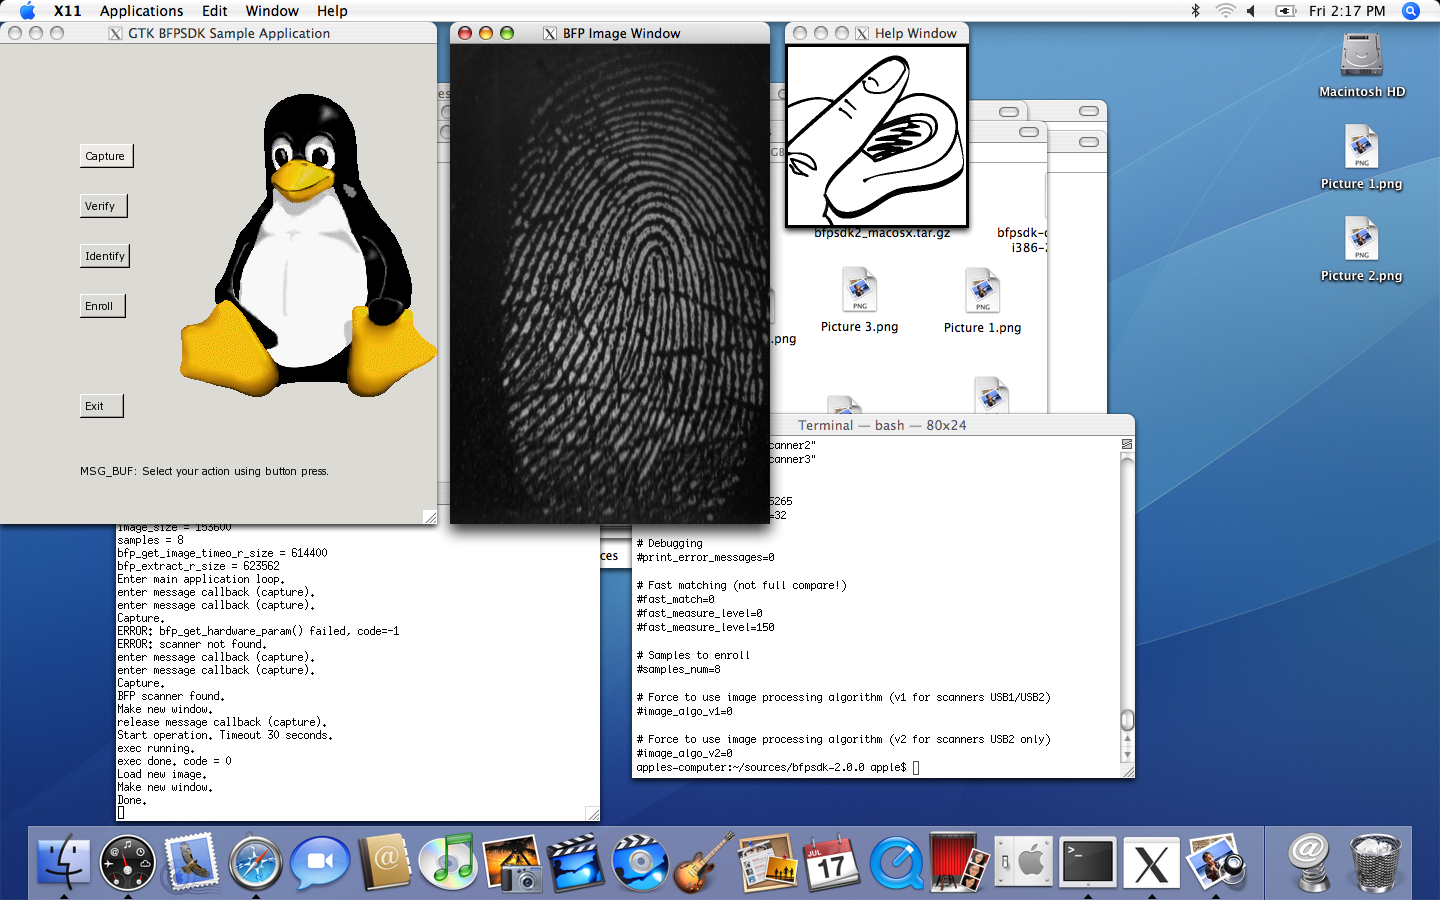 X11 Applications Edit Window Help
Fri 2:17 PM
GTK BFPSDK Sample Application
Capture
Verify
Identify
Enroll
Exit
MSG_BUF: Select your action using button press.
BFP Image Window
Help Window
bfpsdk2_macosx.tar.gz
Picture 3.png
Picture 1.png
.png
Macintosh HD
PNG
Picture 1.png
PNG
Picture 2.png
PNG
PNG
image_size = 153600
samples = 8
bfp_get_image_timeo_r_size = 614400
bfp_extract_r_size = 623562
Enter main application loop.
enter message callback (capture).
enter message callback (capture).
Capture.
ERROR: bfp_get_hardware_param() failed, code=-1
ERROR: scanner not found.
enter message callback (capture).
enter message callback (capture).
Capture.
BFP scanner found.
Make new window.
release message callback (capture).
Start operation. Timeout 30 seconds.
exec running.
exec done. code = 0
Load new image.
Make new window.
Done.
Terminal — bash — 80x24
canner2"
canner3"
5265
=32
# Debugging
#print_error_messages=0
# Fast matching (not full compare!)
#fast_match=0
#fast_measure_level=0
#fast_measure_level=150
# Samples to enroll
#samples_num=8
# Force to use image processing algorithm (v1 for scanners USB1/USB2)
#image_algo_v1=0
# Force to use image processing algorithm (v2 for scanners USB2 only)
#image_algo_v2=0
apples-computer:~/sources/bfpsdk-2.0.0 apple$
JUL
17